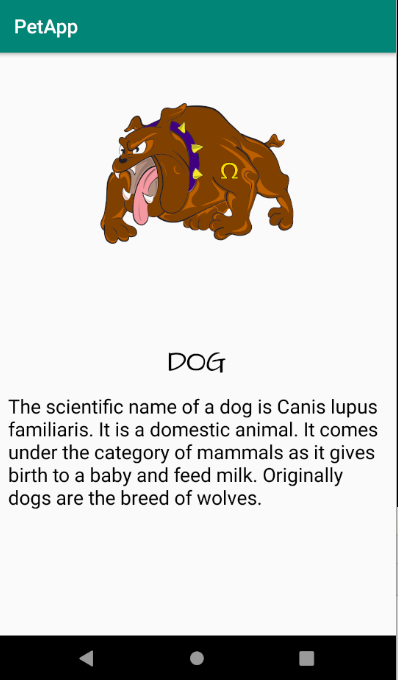 PetApp
Ω
DOG
The scientific name of a dog is Canis lupus
familiaris. It is a domestic animal. It comes
under the category of mammals as it gives
birth to a baby and feed milk. Originally
dogs are the breed of wolves.